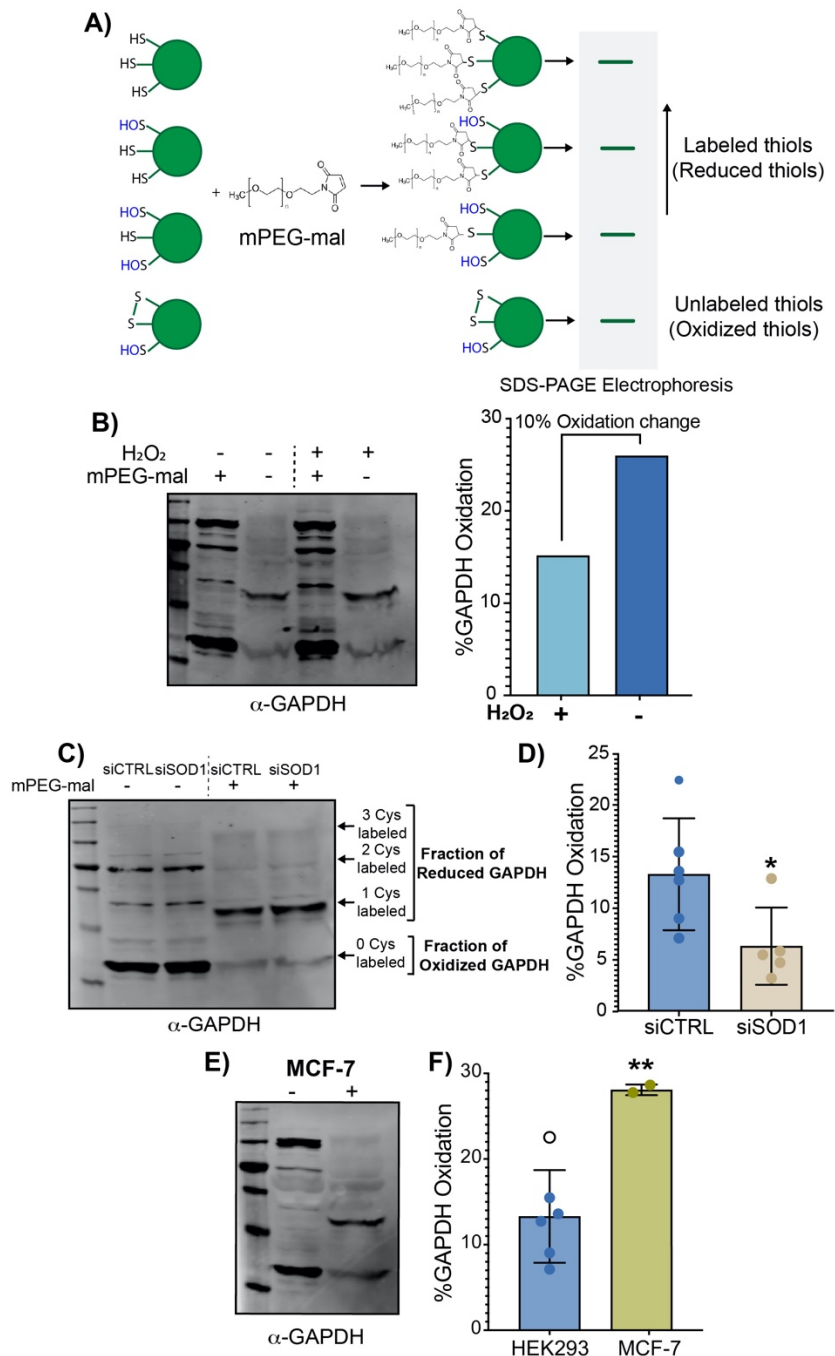 A)
HS
HS
HS
HOS
HS
HS
HOS
HS
HOS
S
S
HOS
+
H₃C
O
O
N
O
O
n
mPEG-mal
S
S
S
HOS
S
S
HOS
S
HOS
S
S
HOS
Labeled thiols
(Reduced thiols)
Unlabeled thiols
(Oxidized thiols)
SDS-PAGE Electrophoresis
B)
H₂O₂ - - + +
mPEG-mal + - + -
α-GAPDH
%GAPDH Oxidation
30
20
10
0
10% Oxidation change
H₂O₂ + -
C)
siCTRL siSOD1 siCTRL siSOD1
mPEG-mal - - + +
3 Cys
labeled
2 Cys
labeled
1 Cys
labeled
0 Cys
labeled
Fraction of
Reduced GAPDH
Fraction of
Oxidized GAPDH
α-GAPDH
D)
%GAPDH Oxidation
25
20
15
10
5
0
*
siCTRL siSOD1
E)
MCF-7
- +
α-GAPDH
F)
%GAPDH Oxidation
30
20
10
0
**
HEK293 MCF-7